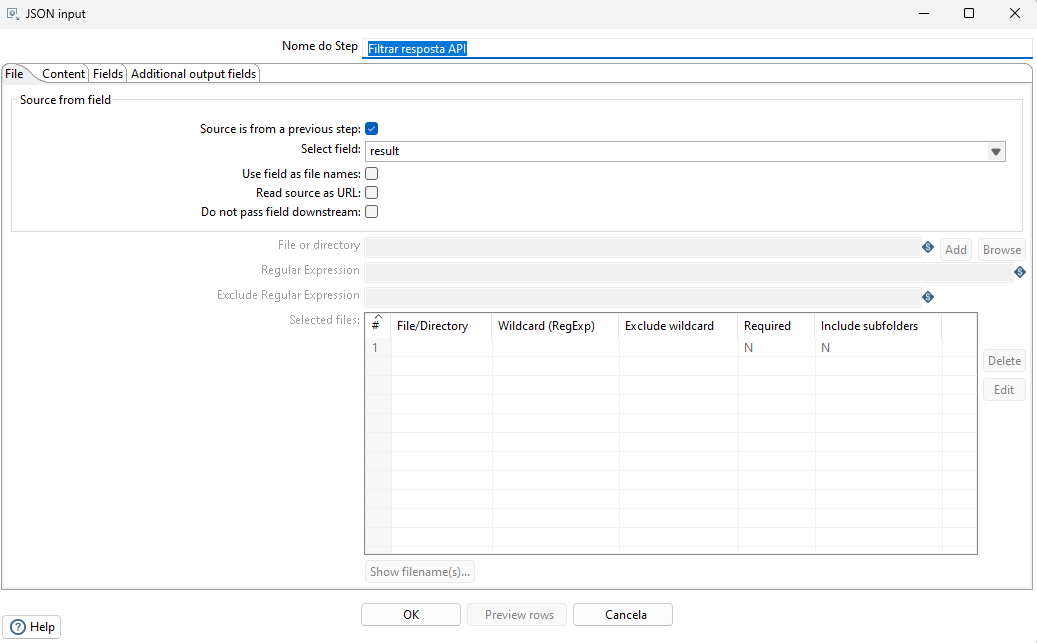 JSON input
Nome do Step Filtrar resposta API
File Content Fields Additional output fields
Source from field
Source is from a previous step:
Select field: result
Use field as file names:
Read source as URL:
Do not pass field downstream:
File or directory Add Browse
Regular Expression
Exclude Regular Expression
Selected files: # File/Directory Wildcard (RegExp) Exclude wildcard Required Include subfolders
1 N N
Delete
Edit
Show filename(s)...
OK Preview rows Cancela
Help